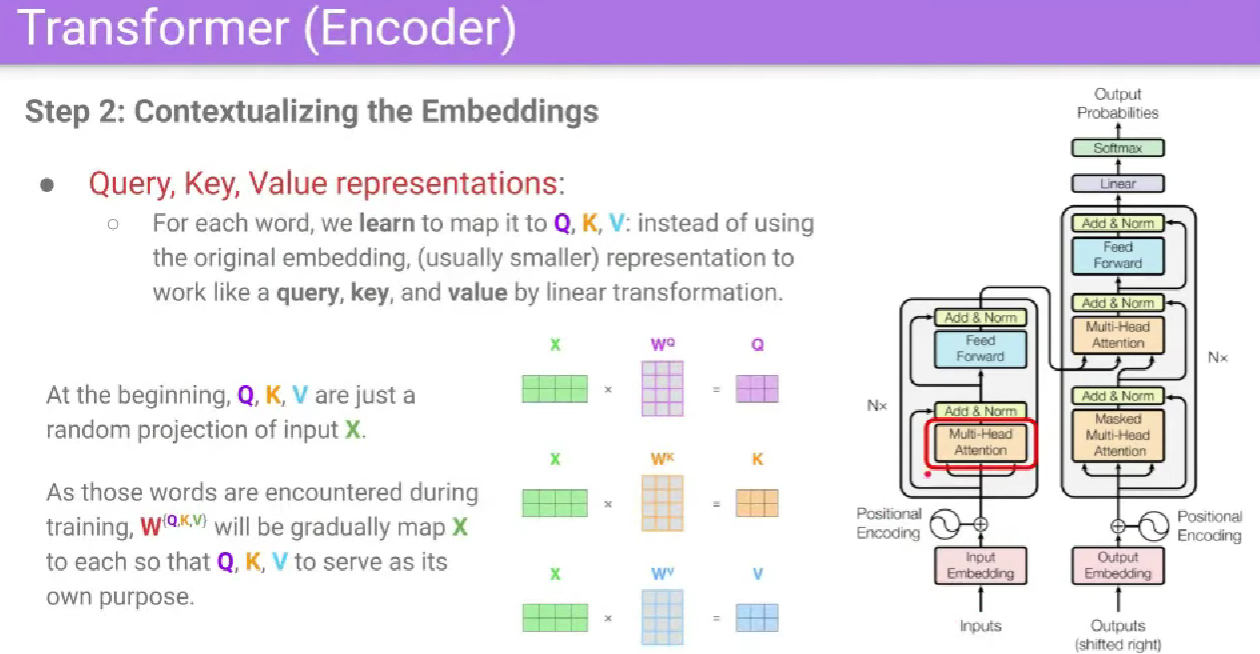 Transformer (Encoder)
Step 2: Contextualizing the Embeddings
● Query, Key, Value representations:
○ For each word, we learn to map it to Q, K, V: instead of using
the original embedding, (usually smaller) representation to
work like a query, key, and value by linear transformation.
At the beginning, Q, K, V are just a
random projection of input X.
As those words are encountered during
training, W{Q,K,V} will be gradually map X
to each so that Q, K, V to serve as its
own purpose.
X WQ Q
× =
X WK K
× =
X WV V
× =
Output
Probabilities
Softmax
Linear
Add & Norm
Feed
Forward
Add & Norm
Multi-Head
Attention
Nx
Add & Norm
Masked
Multi-Head
Attention
Positional
Encoding
Output
Embedding
Outputs
(shifted right)
Add & Norm
Feed
Forward
Nx
Add & Norm
Multi-Head
Attention
Positional
Encoding
Input
Embedding
Inputs